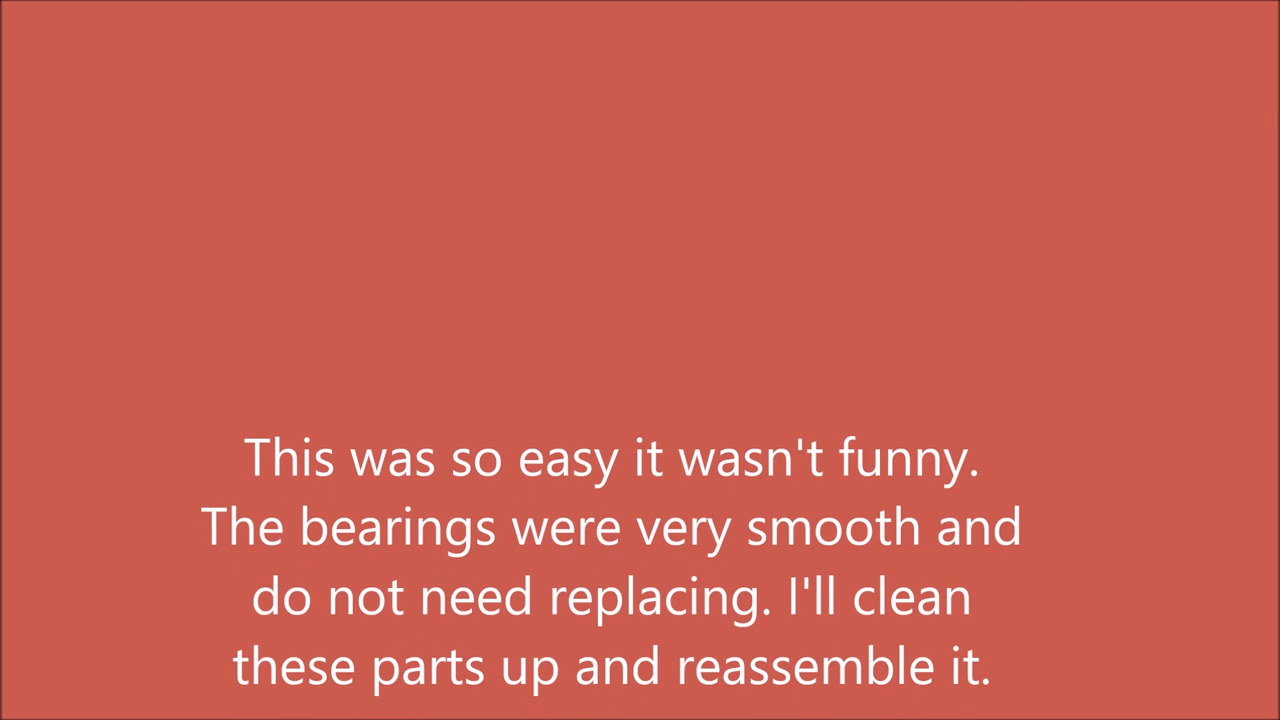 This was so easy it wasn't funny.
The bearings were very smooth and
do not need replacing. I'll clean
these parts up and reassemble it.